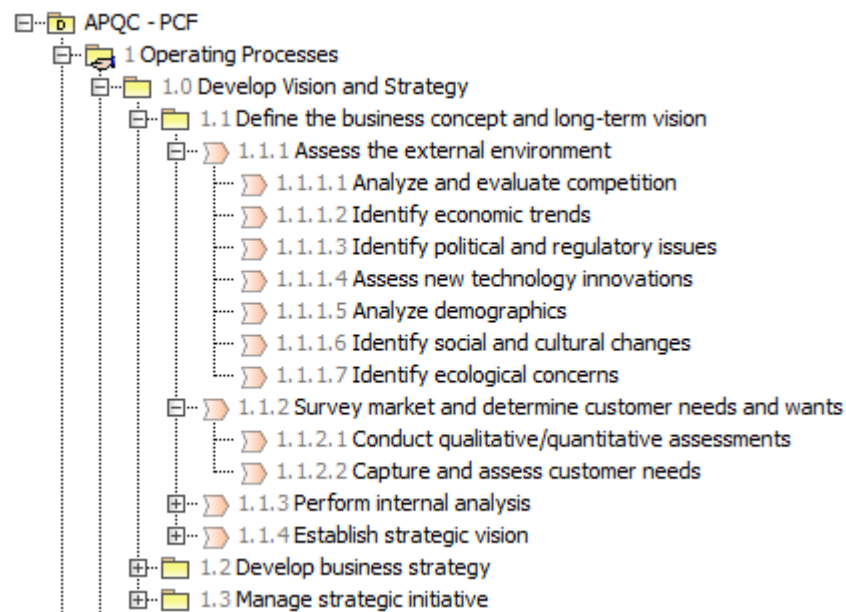 D APQC - PCF
1 Operating Processes
1.0 Develop Vision and Strategy
1.1 Define the business concept and long-term vision
1.1.1 Assess the external environment
1.1.1.1 Analyze and evaluate competition
1.1.1.2 Identify economic trends
1.1.1.3 Identify political and regulatory issues
1.1.1.4 Assess new technology innovations
1.1.1.5 Analyze demographics
1.1.1.6 Identify social and cultural changes
1.1.1.7 Identify ecological concerns
1.1.2 Survey market and determine customer needs and wants
1.1.2.1 Conduct qualitative/quantitative assessments
1.1.2.2 Capture and assess customer needs
1.1.3 Perform internal analysis
1.1.4 Establish strategic vision
1.2 Develop business strategy
1.3 Manage strategic initiative